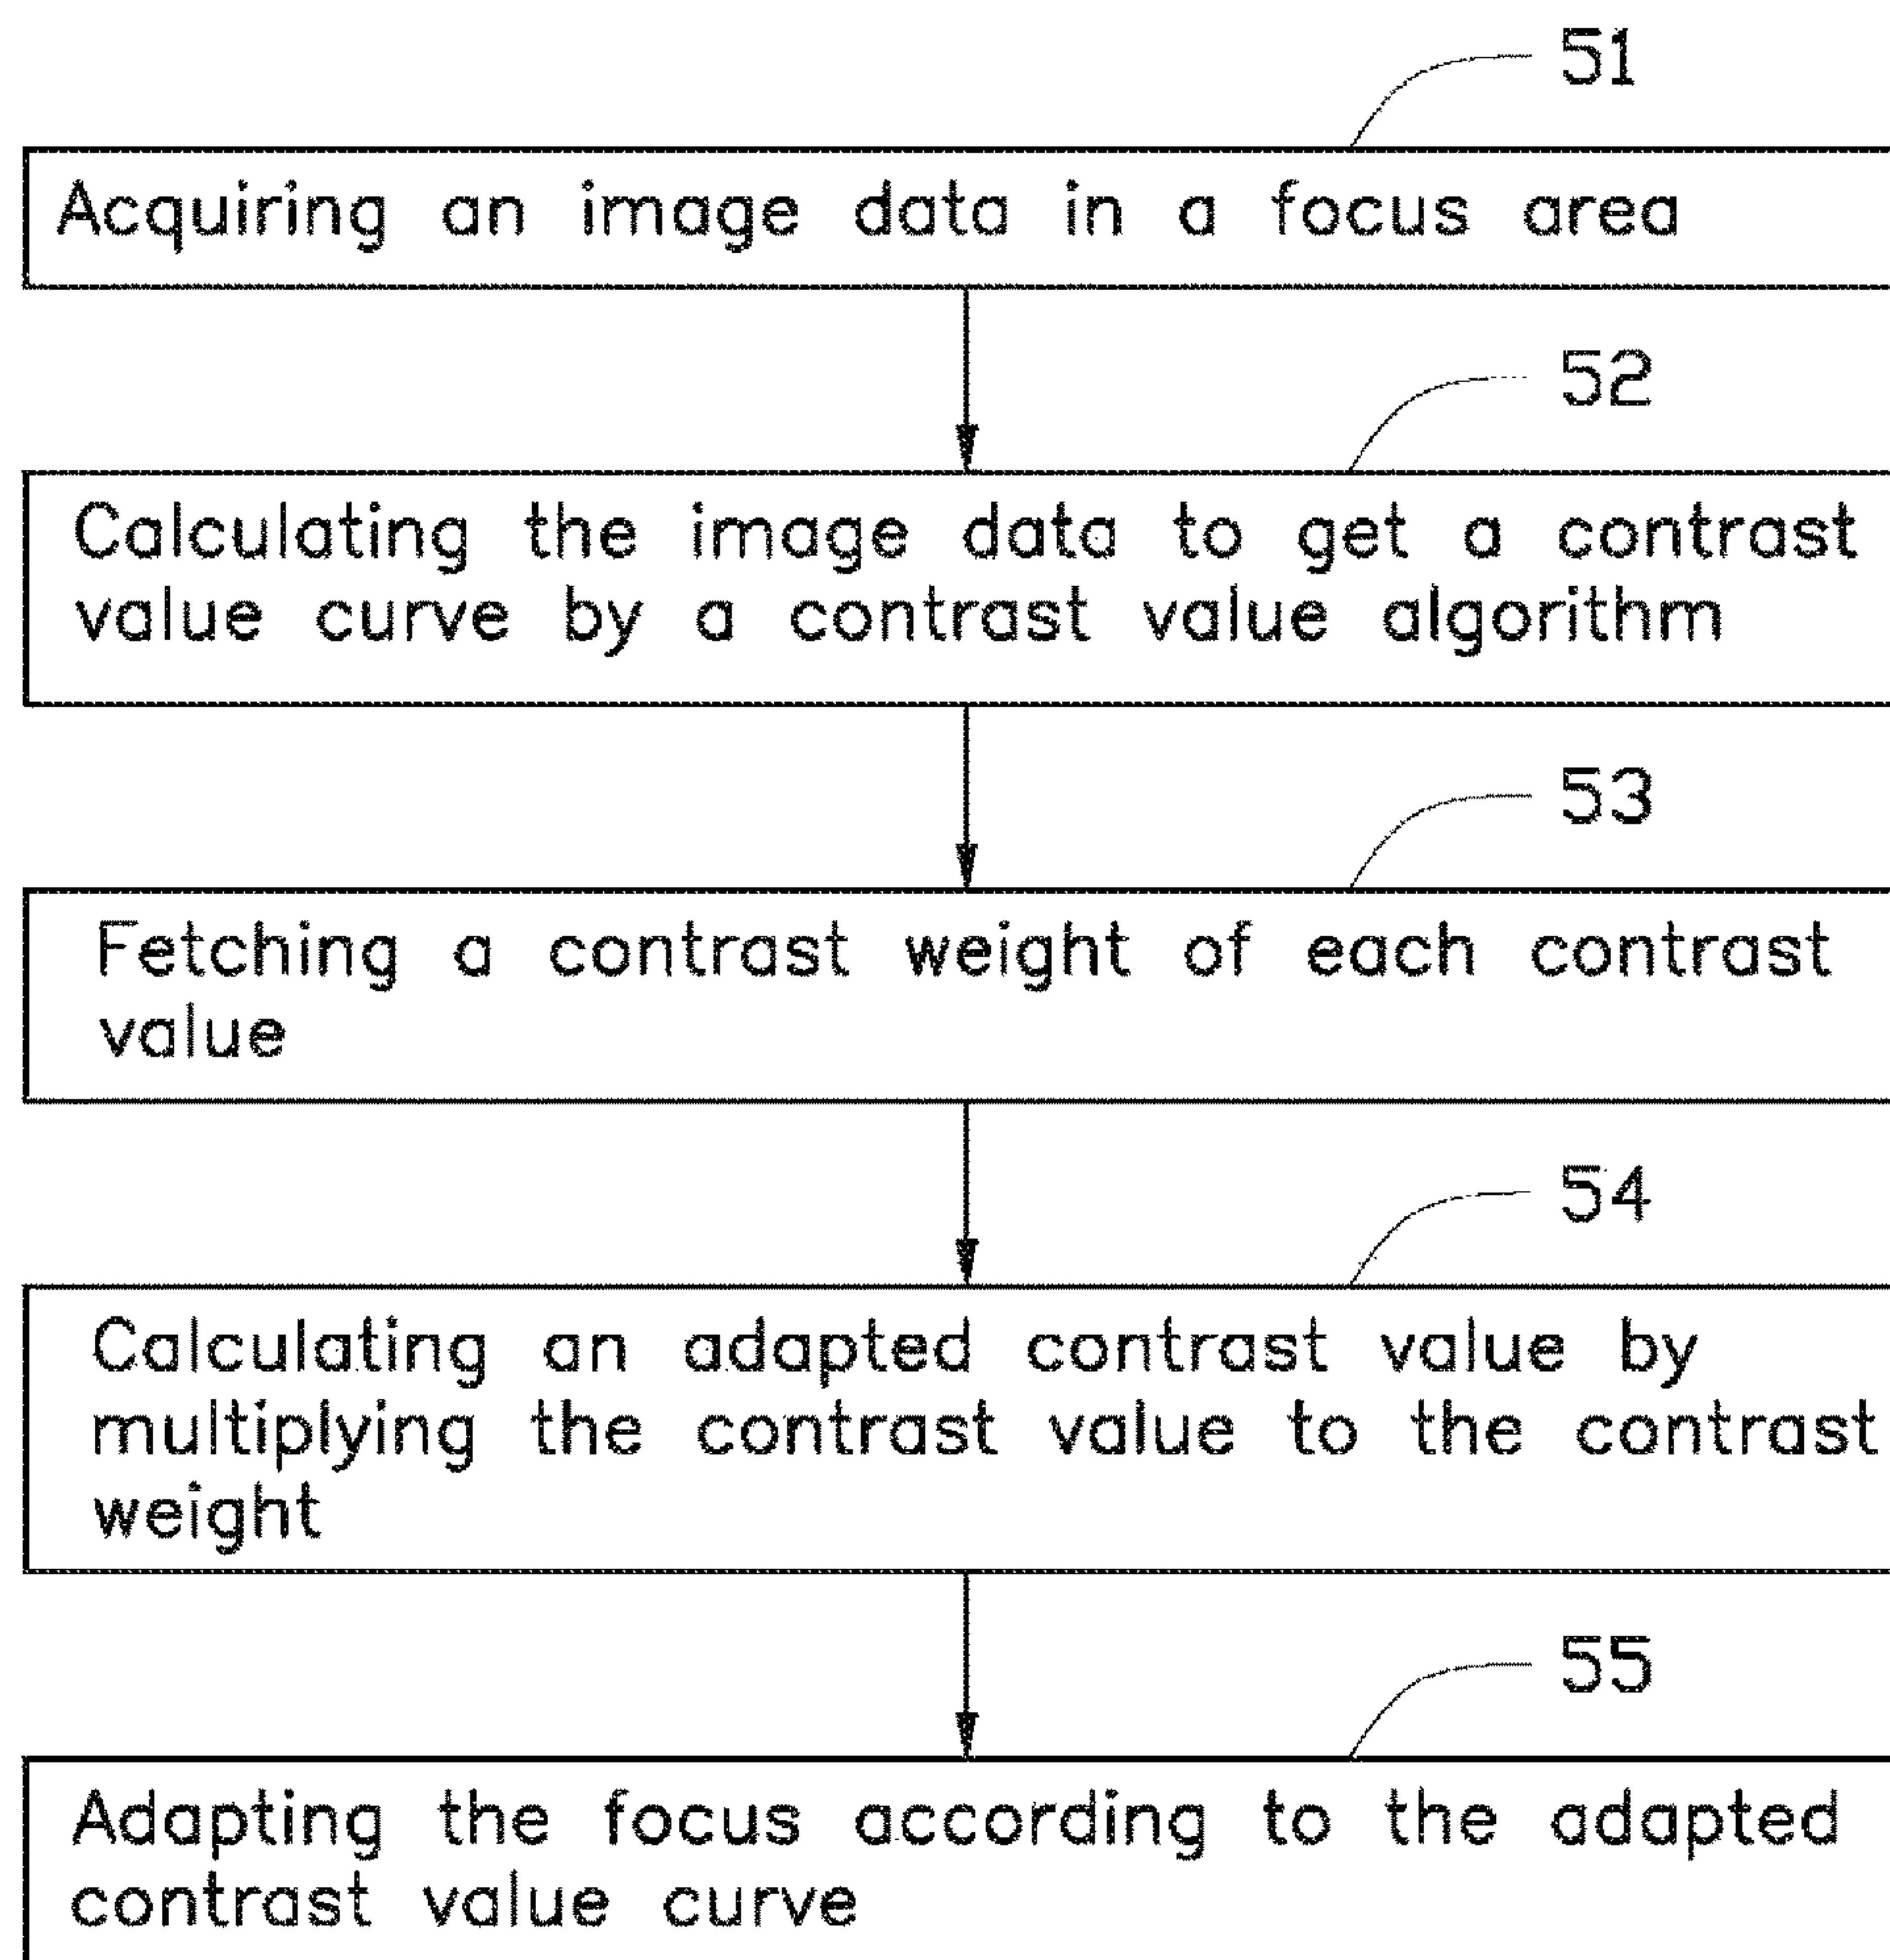 51
Acquiring an image data in a focus area
52
Calculating the image data to get a contrast
value curve by a contrast value algorithm
53
Fetching a contrast weight of each contrast
value
54
Calculating an adapted contrast value by
multiplying the contrast value to the contrast
weight
55
Adapting the focus according to the adapted
contrast value curve